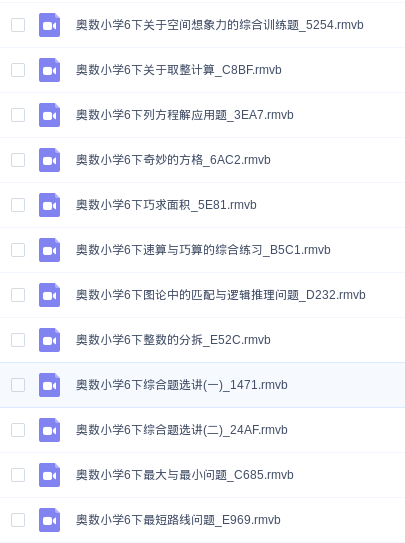 奥数小学6下关于空间想象力的综合训练题_5254.rmvb
奥数小学6下关于取整计算_C8BF.rmvb
奥数小学6下列方程解应用题_3EA7.rmvb
奥数小学6下奇妙的方格_6AC2.rmvb
奥数小学6下巧求面积_5E81.rmvb
奥数小学6下速算与巧算的综合练习_B5C1.rmvb
奥数小学6下图论中的匹配与逻辑推理问题_D232.rmvb
奥数小学6下整数的分拆_E52C.rmvb
奥数小学6下综合题选讲(一)_1471.rmvb
奥数小学6下综合题选讲(二)_24AF.rmvb
奥数小学6下最大与最小问题_C685.rmvb
奥数小学6下最短路线问题_E969.rmvb